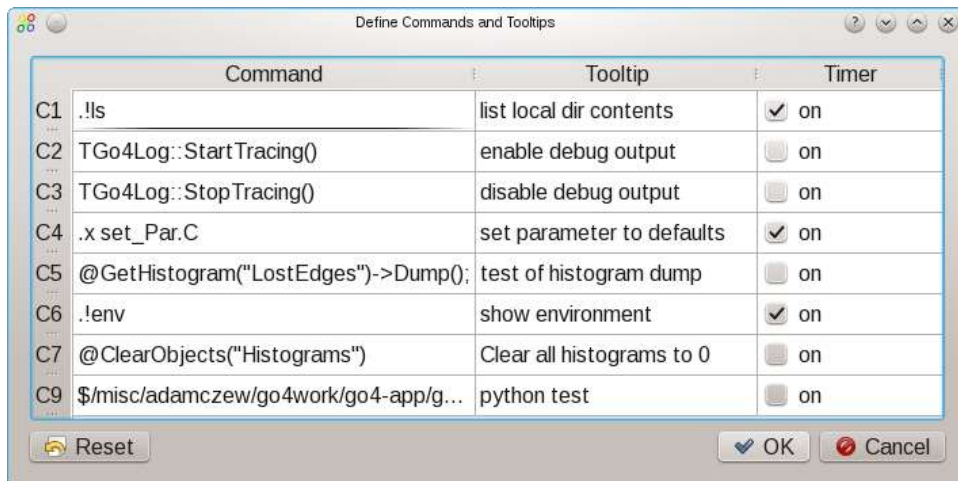 Define Commands and Tooltips
Command Tooltip Timer
C1 .!ls list local dir contents on
C2 TGo4Log::StartTracing() enable debug output on
C3 TGo4Log::StopTracing() disable debug output on
C4 .x set_Par.C set parameter to defaults on
C5 @GetHistogram("LostEdges")->Dump(); test of histogram dump on
C6 .!env show environment on
C7 @ClearObjects("Histograms") Clear all histograms to 0 on
C9 $/misc/adamczew/go4work/go4-app/g... python test on
Reset OK Cancel